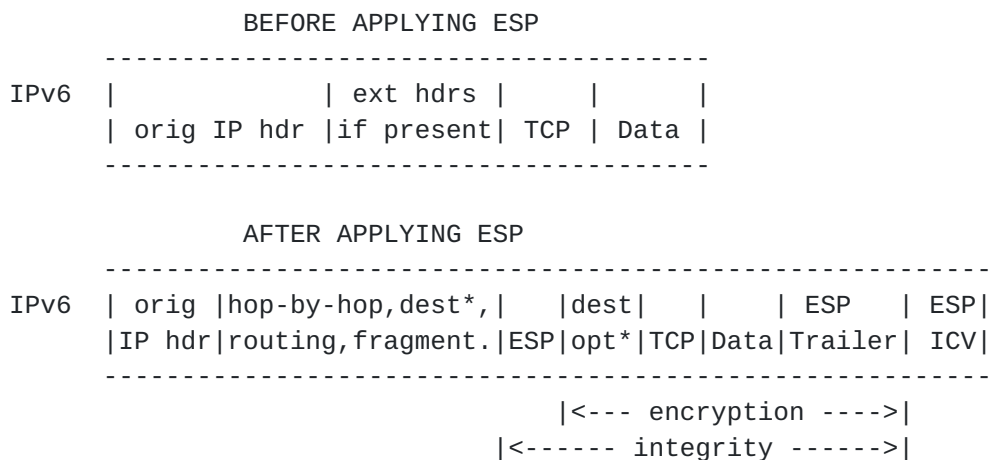 BEFORE APPLYING ESP
---------------------------------------
IPv6  |              | ext hdrs |     |      |
      | orig IP hdr |if present| TCP | Data |
---------------------------------------
AFTER APPLYING ESP
---------------------------------------------------------
IPv6  | orig |hop-by-hop,dest*,|   |dest|   |    | ESP   | ESP|
      |IP hdr|routing,fragment.|ESP|opt*|TCP|Data|Trailer| ICV|
---------------------------------------------------------
|<--- encryption ---->|
|<------ integrity ------>|